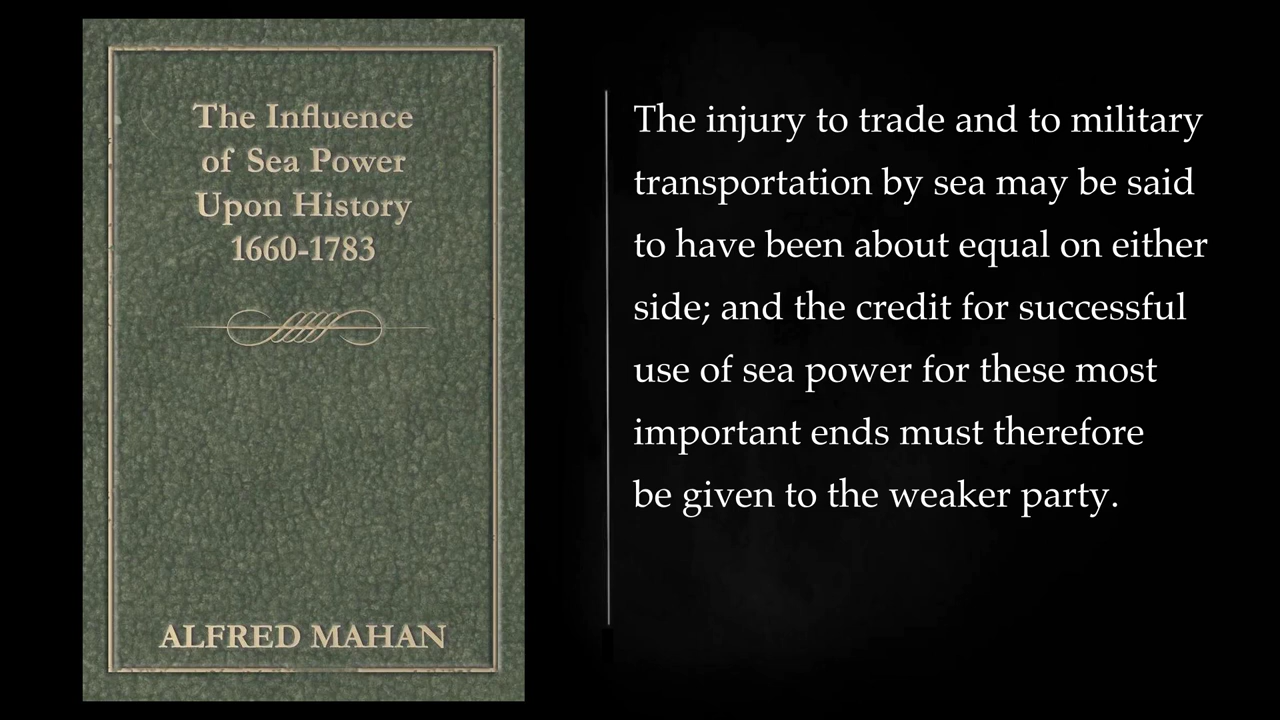 The Influence
of Sea Power
Upon History
1660-1783
ALFRED MAHAN
The injury to trade and to military
transportation by sea may be said
to have been about equal on either
side; and the credit for successful
use of sea power for these most
important ends must therefore
be given to the weaker party.